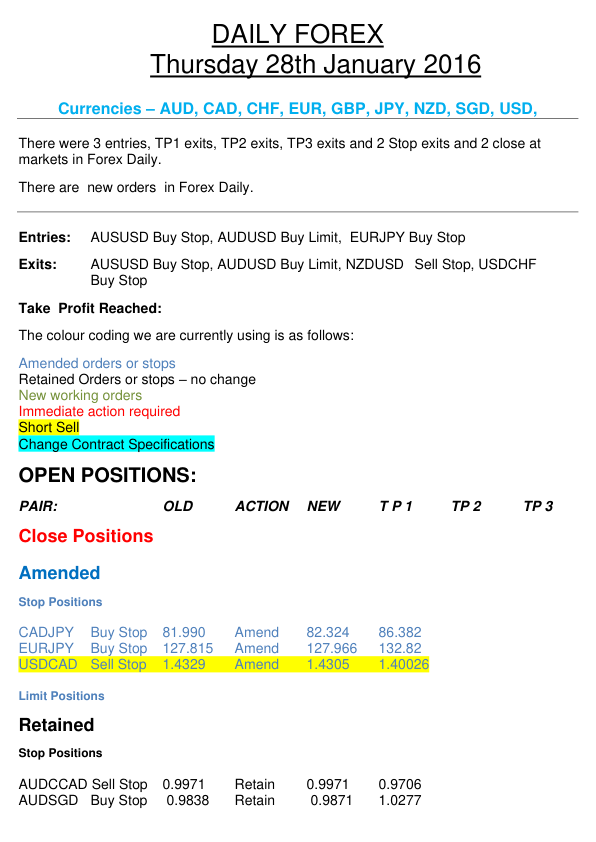 DAILY FOREX
Thursday 28th January 2016
Currencies – AUD, CAD, CHF, EUR, GBP, JPY, NZD, SGD, USD,
There were 3 entries, TP1 exits, TP2 exits, TP3 exits and 2 Stop exits and 2 close at
markets in Forex Daily.
There are new orders in Forex Daily.
Entries: AUSUSD Buy Stop, AUDUSD Buy Limit, EURJPY Buy Stop
Exits: AUSUSD Buy Stop, AUDUSD Buy Limit, NZDUSD Sell Stop, USDCHF
Buy Stop
Take Profit Reached:
The colour coding we are currently using is as follows:
Amended orders or stops
Retained Orders or stops – no change
New working orders
Immediate action required
Short Sell
Change Contract Specifications
OPEN POSITIONS:
PAIR: OLD ACTION NEW T P 1 TP 2 TP 3
Close Positions
Amended
Stop Positions
CADJPY Buy Stop 81.990 Amend 82.324 86.382
EURJPY Buy Stop 127.815 Amend 127.966 132.82
USDCAD Sell Stop 1.4329 Amend 1.4305 1.40026
Limit Positions
Retained
Stop Positions
AUDCCAD Sell Stop 0.9971 Retain 0.9971 0.9706
AUDSGD Buy Stop 0.9838 Retain 0.9871 1.0277